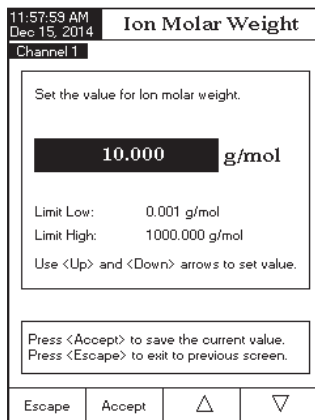 11:57:59 AM
Dec 15, 2014
Ion Molar Weight
Channel 1
Set the value for Ion molar weight.
10.000 g/mol
Limit Low: 0.001 g/mol
Limit High: 1000.000 g/mol
Use <Up> and <Down> arrows to set value.
Press <Accept> to save the current value.
Press <Escape> to exit to previous screen.
Escape Accept △ ▽